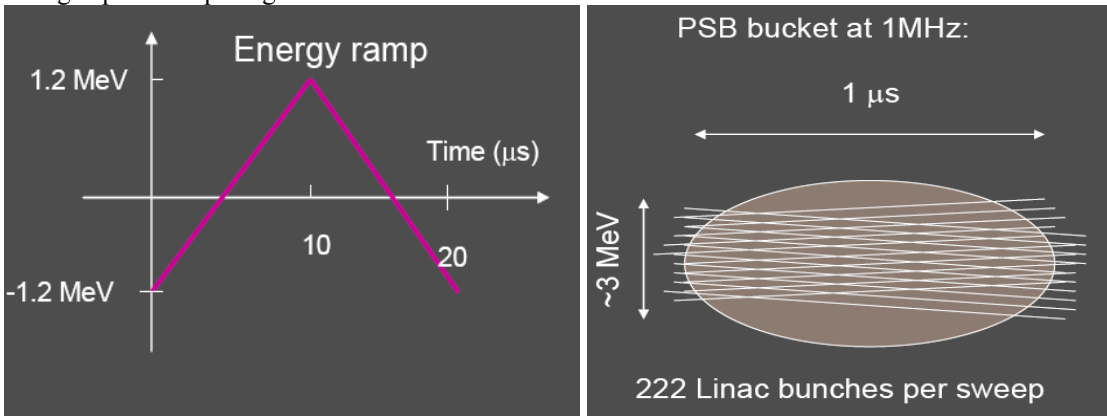 Energy ramp
1.2 MeV
Time (μs)
10
20
-1.2 MeV
PSB bucket at 1MHz:
1 μs
~3 MeV
222 Linac bunches per sweep